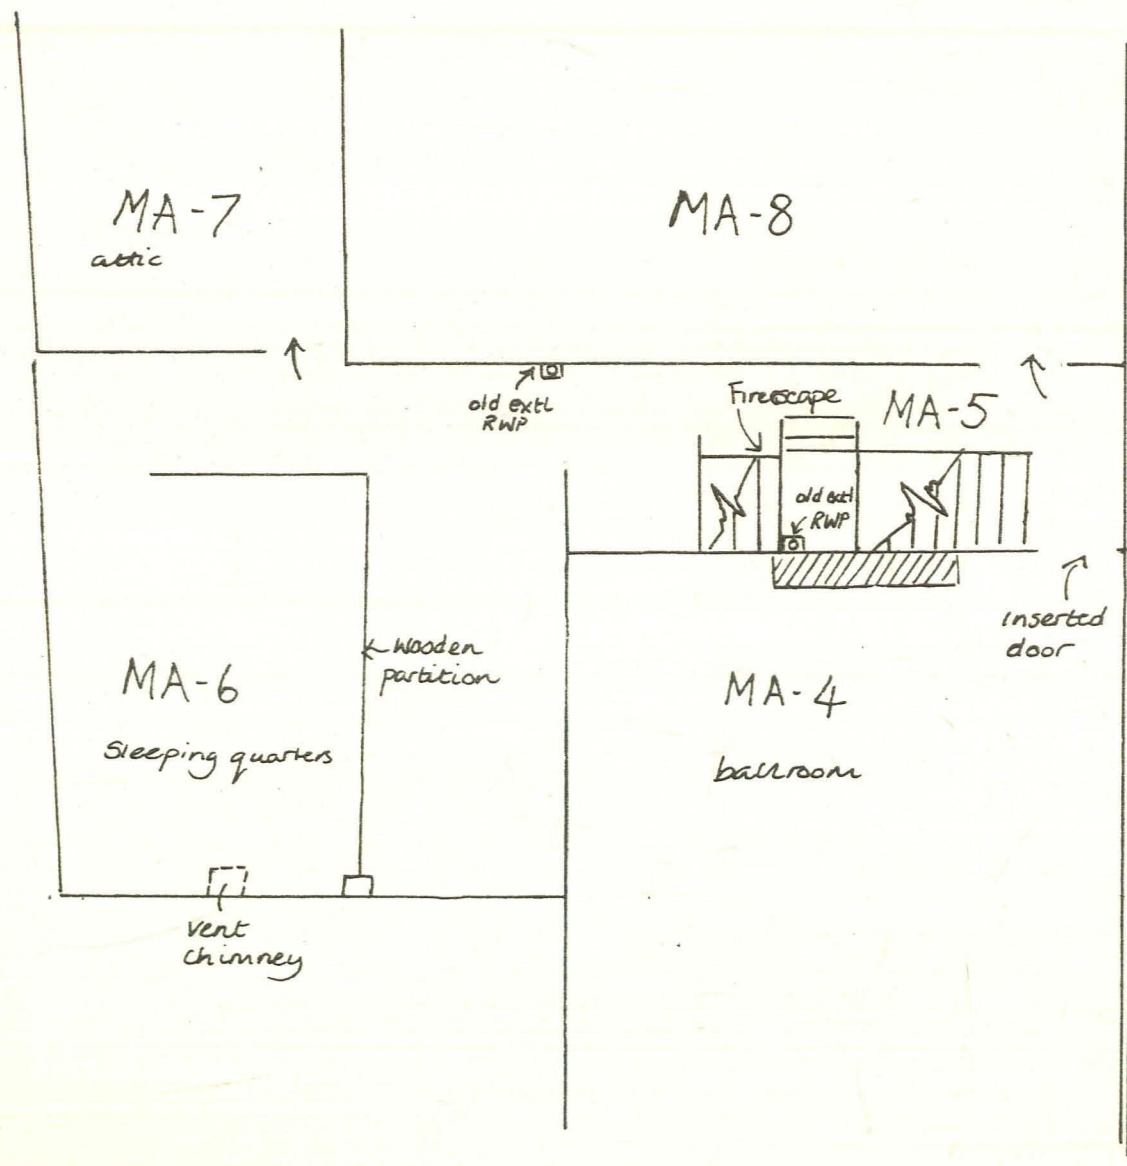 MA-7
attic
MA-8
old extl
RWP
Firescape
MA-5
old extl
RWP
inserted
door
Wooden
partition
MA-6
Sleeping quarters
MA-4
ballroom
vent
chimney